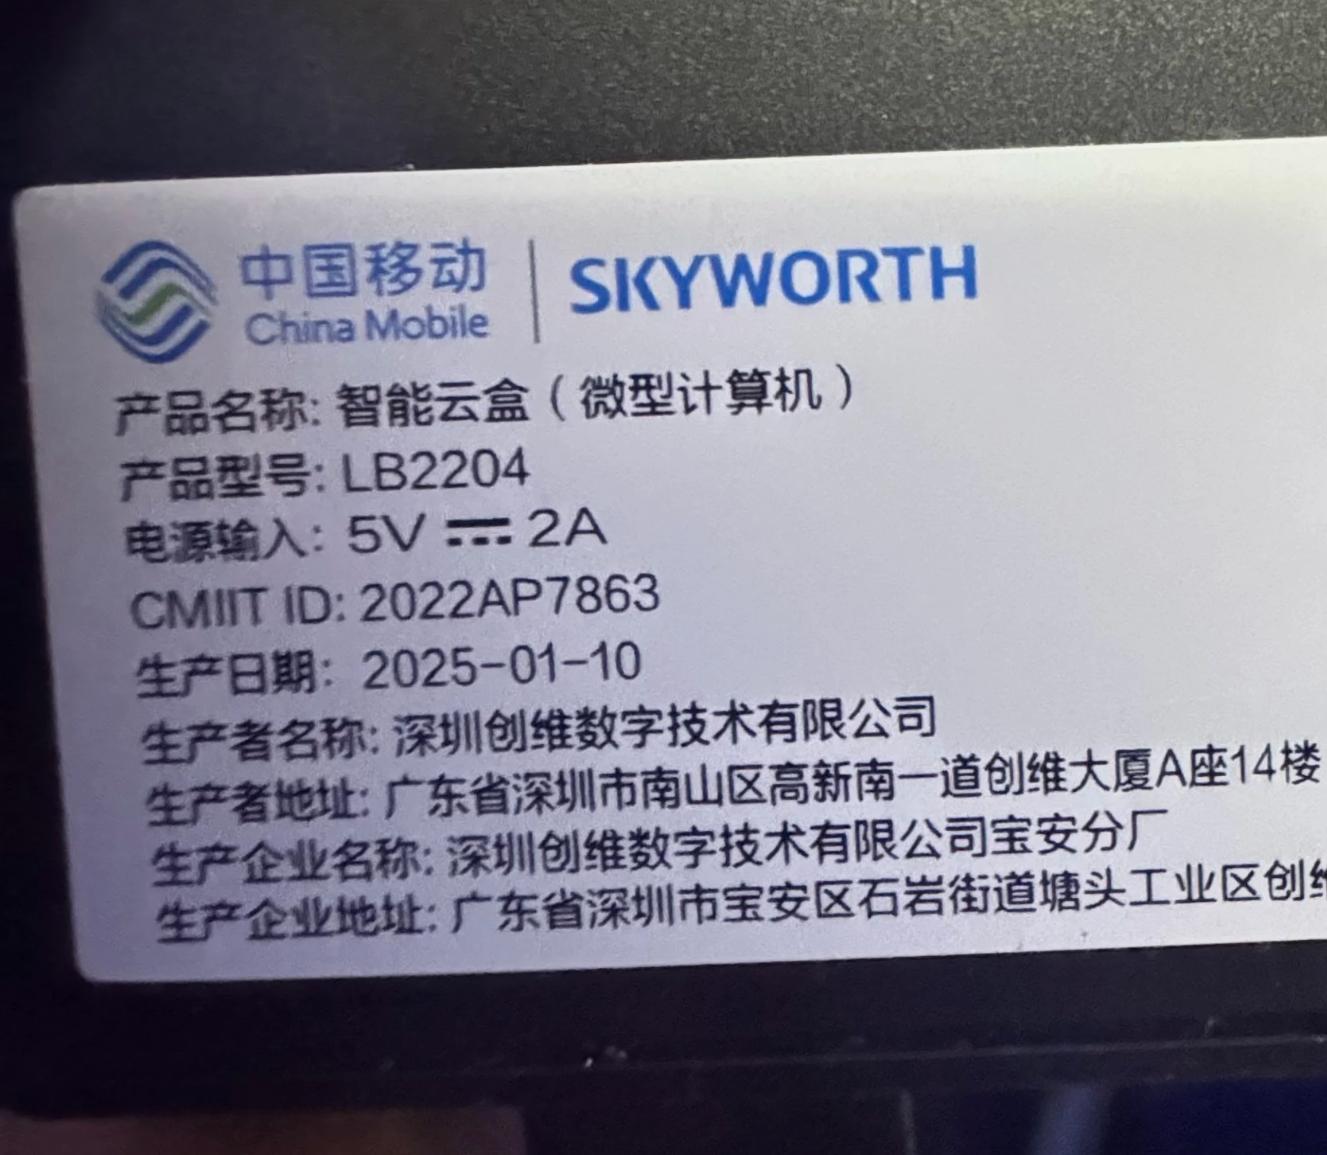 中国移动
China Mobile
SKYWORTH
产品名称: 智能云盒（微型计算机）
产品型号: LB2204
电源输入: 5V ⎓ 2A
CMIIT ID: 2022AP7863
生产日期: 2025-01-10
生产者名称: 深圳创维数字技术有限公司
生产者地址: 广东省深圳市南山区高新南一道创维大厦A座14楼
生产企业名称: 深圳创维数字技术有限公司宝安分厂
生产企业地址: 广东省深圳市宝安区石岩街道塘头工业区创维